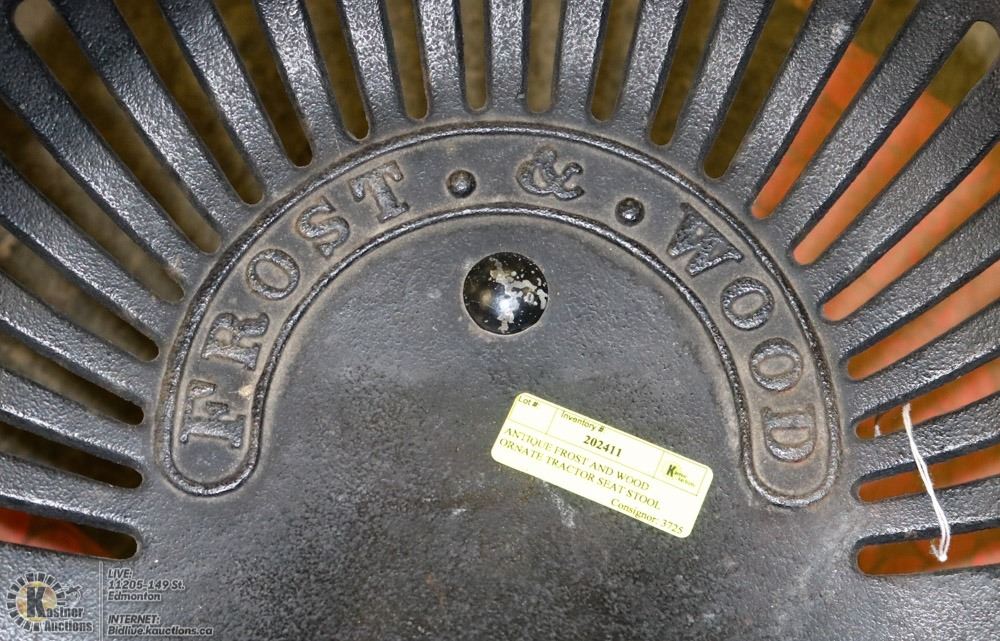 FROST · & · WOOD
Lot #
Inventory #
202411
ANTIQUE FROST AND WOOD
ORNATE TRACTOR SEAT STOOL
Consignor: 3725
K
Kastner
Auctions
LIVE:
11205-149 St.
Edmonton
INTERNET:
Bidlive.kauctions.ca